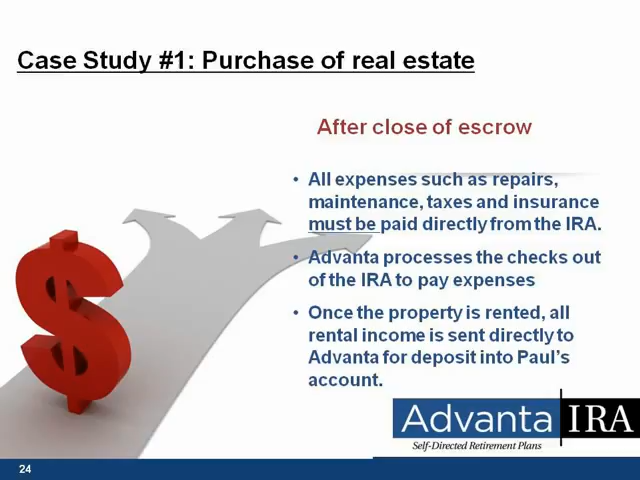 Case Study #1: Purchase of real estate
After close of escrow
• All expenses such as repairs,
maintenance, taxes and insurance
must be paid directly from the IRA.
• Advanta processes the checks out
of the IRA to pay expenses
• Once the property is rented, all
rental income is sent directly to
Advanta for deposit into Paul's
account.
Advanta IRA
Self-Directed Retirement Plans
24